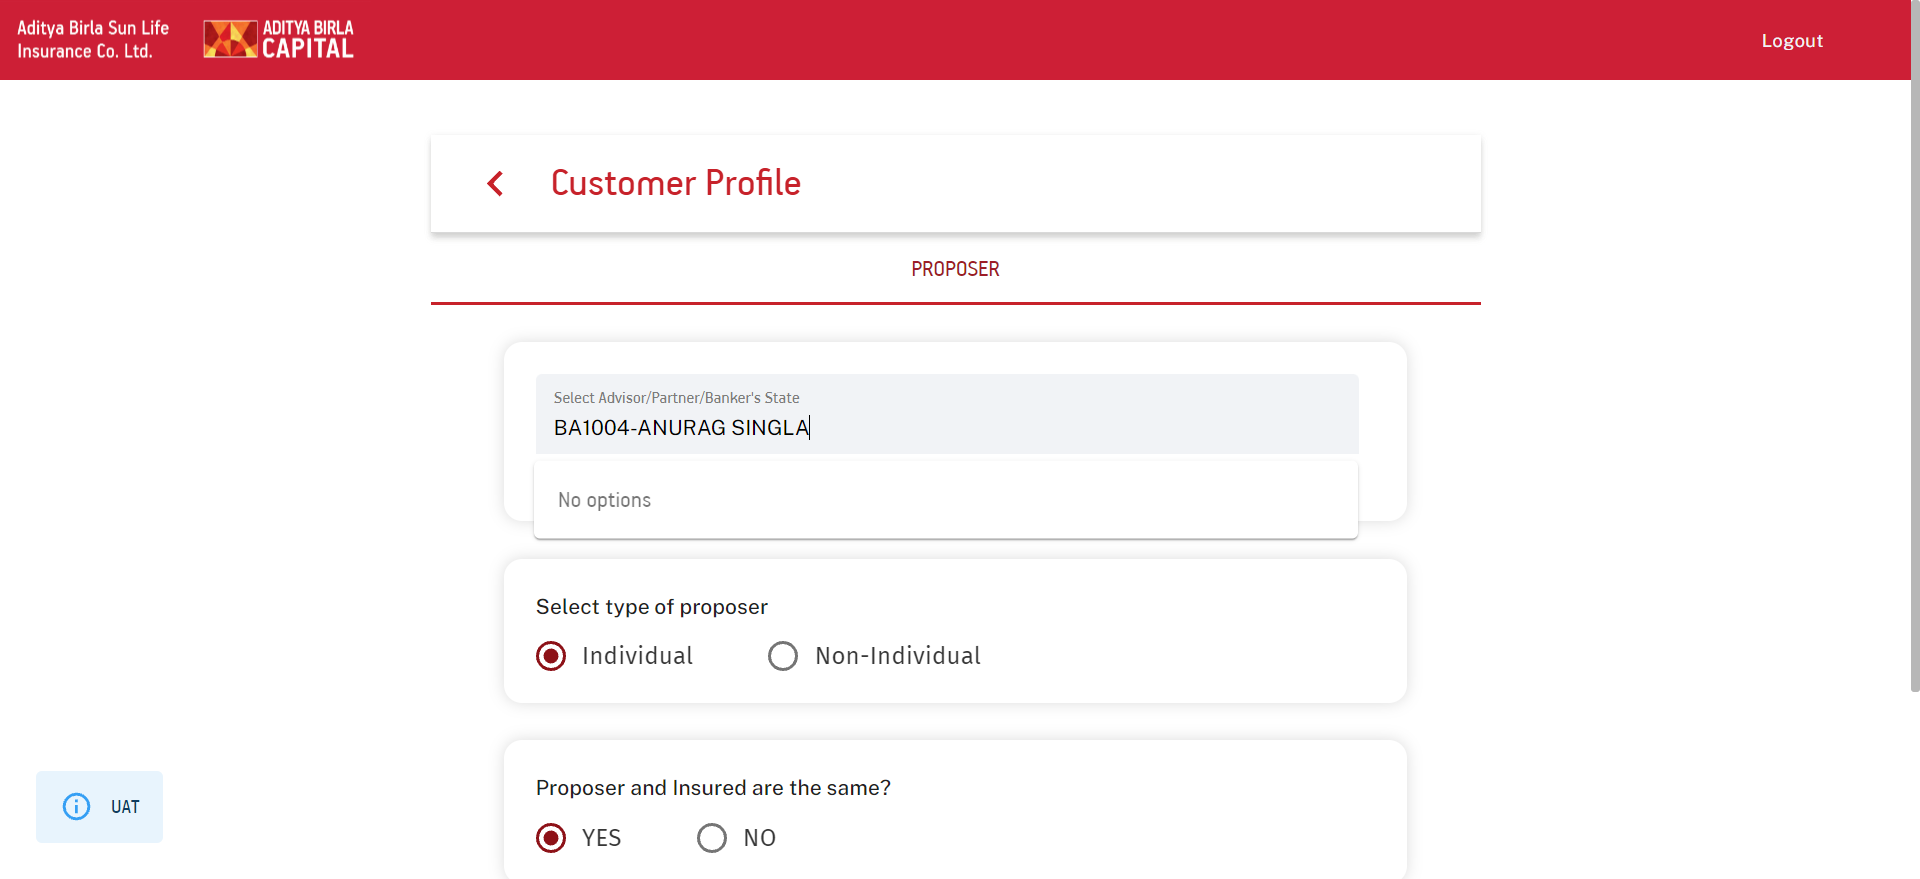 Aditya Birla Sun Life
Insurance Co. Ltd.
ADITYA BIRLA
CAPITAL
Logout
Customer Profile
PROPOSER
Select Advisor/Partner/Banker's State
BA1004-ANURAG SINGLA
No options
Select type of proposer
Individual
Non-Individual
Proposer and Insured are the same?
YES
NO
UAT